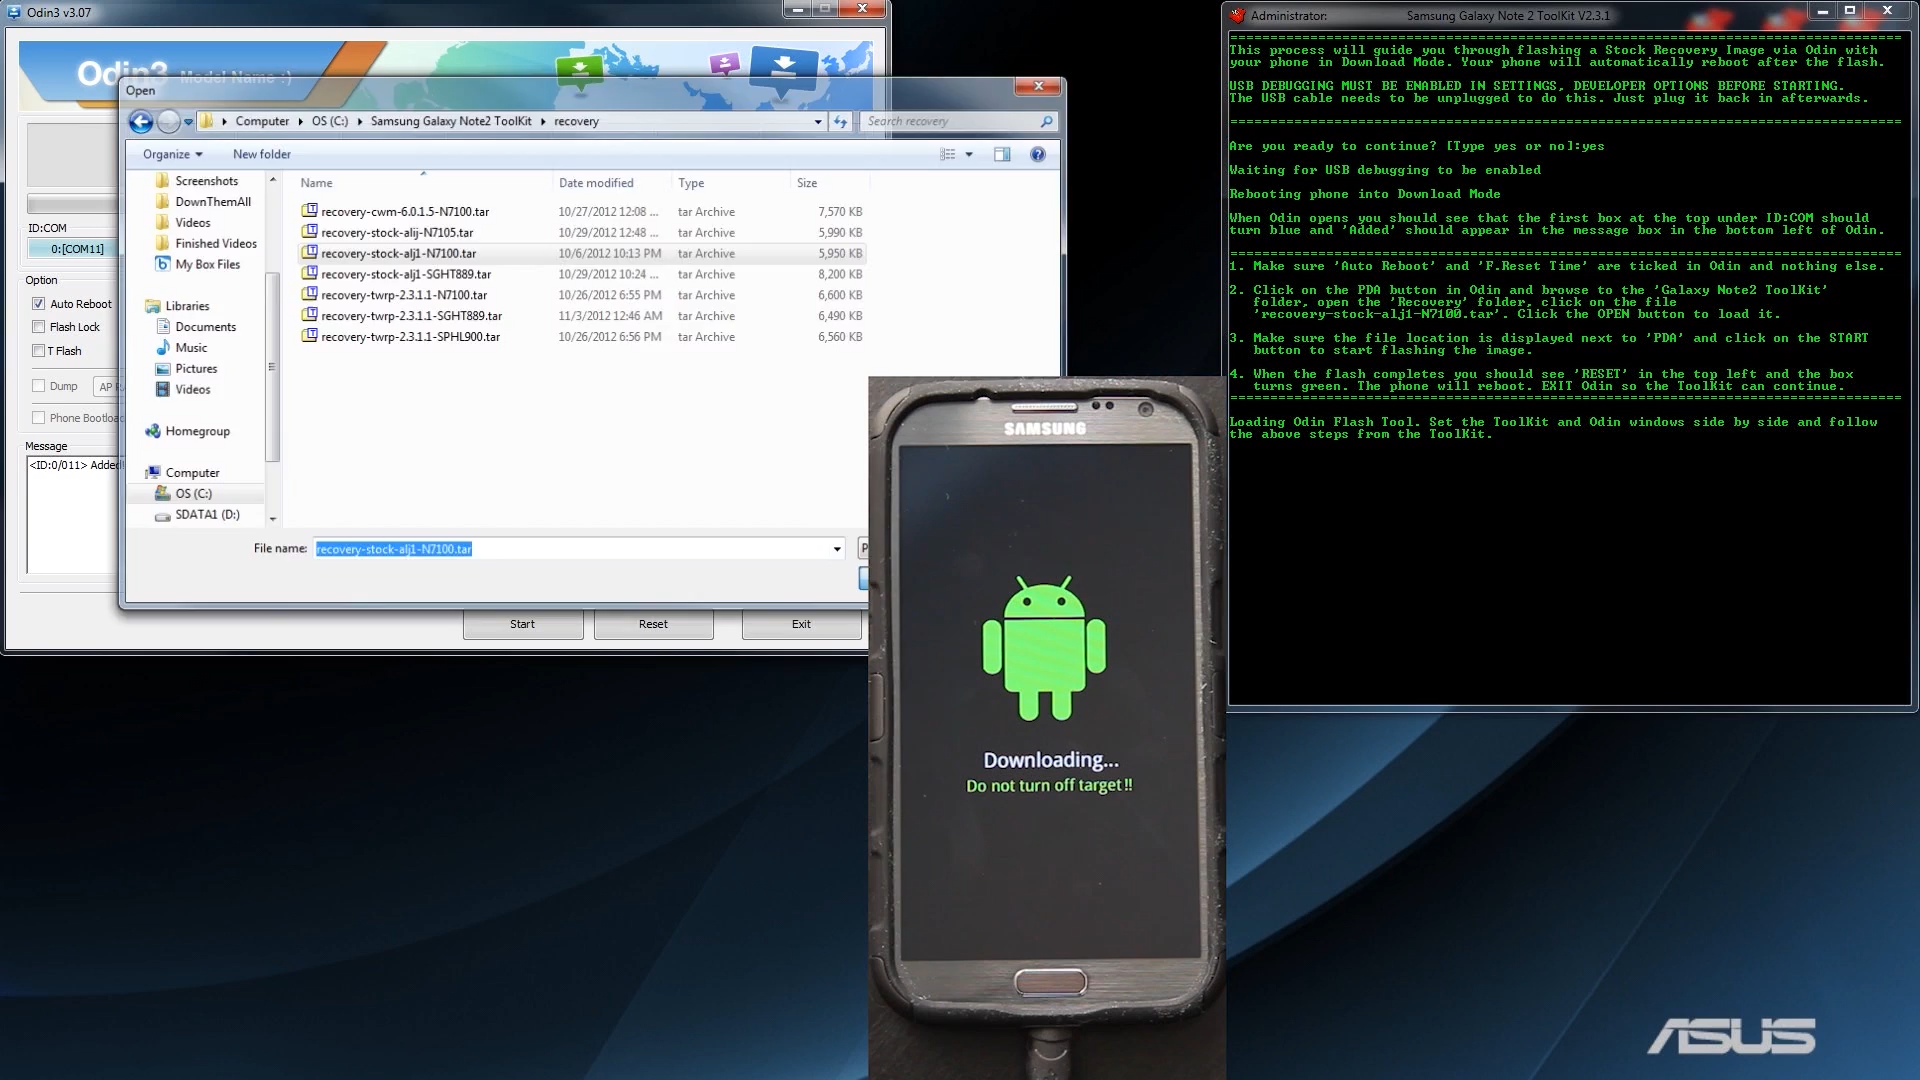 Odin3 v3.07
Odin3 Model Name :)
ID:COM
0:[COM11]
Option
Auto Reboot
Flash Lock
T Flash
Dump
Phone Bootloa
Message
<ID:0/011> Added!
Start
Reset
Exit
Open
Computer
OS (C:)
Samsung Galaxy Note2 ToolKit
recovery
Search recovery
Organize
New folder
Screenshots
DownThemAll
Videos
Finished Videos
My Box Files
Libraries
Documents
Music
Pictures
Videos
Homegroup
Computer
OS (C:)
SDATA1 (D:)
Name Date modified Type Size
recovery-cwm-6.0.1.5-N7100.tar 10/27/2012 12:08 ... tar Archive 7,570 KB
recovery-stock-alij-N7105.tar 10/29/2012 12:48 ... tar Archive 5,990 KB
recovery-stock-alj1-N7100.tar 10/6/2012 10:13 PM tar Archive 5,950 KB
recovery-stock-alj1-SGHT889.tar 10/29/2012 10:24 ... tar Archive 8,200 KB
recovery-twrp-2.3.1.1-N7100.tar 10/26/2012 6:55 PM tar Archive 6,600 KB
recovery-twrp-2.3.1.1-SGHT889.tar 11/3/2012 12:46 AM tar Archive 6,490 KB
recovery-twrp-2.3.1.1-SPHL900.tar 10/26/2012 6:56 PM tar Archive 6,560 KB
File name: recovery-stock-alj1-N7100.tar
SAMSUNG
Downloading...
Do not turn off target!!
Administrator: Samsung Galaxy Note 2 ToolKit V2.3.1
This process will guide you through flashing a Stock Recovery Image via Odin with
your phone in Download Mode. Your phone will automatically reboot after the flash.
USB DEBUGGING MUST BE ENABLED IN SETTINGS, DEVELOPER OPTIONS BEFORE STARTING.
The USB cable needs to be unplugged to do this. Just plug it back in afterwards.
Are you ready to continue? [Type yes or no]:yes
Waiting for USB debugging to be enabled
Rebooting phone into Download Mode
When Odin opens you should see that the first box at the top under ID:COM should
turn blue and 'Added' should appear in the message box in the bottom left of Odin.
1. Make sure 'Auto Reboot' and 'F.Reset Time' are ticked in Odin and nothing else.
2. Click on the PDA button in Odin and browse to the 'Galaxy Note2 ToolKit'
folder, open the 'Recovery' folder, click on the file
'recovery-stock-alj1-N7100.tar'. Click the OPEN button to load it.
3. Make sure the file location is displayed next to 'PDA' and click on the START
button to start flashing the image.
4. When the flash completes you should see 'RESET' in the top left and the box
turns green. The phone will reboot. EXIT Odin so the ToolKit can continue.
Loading Odin Flash Tool. Set the ToolKit and Odin windows side by side and follow
the above steps from the ToolKit.
ASUS